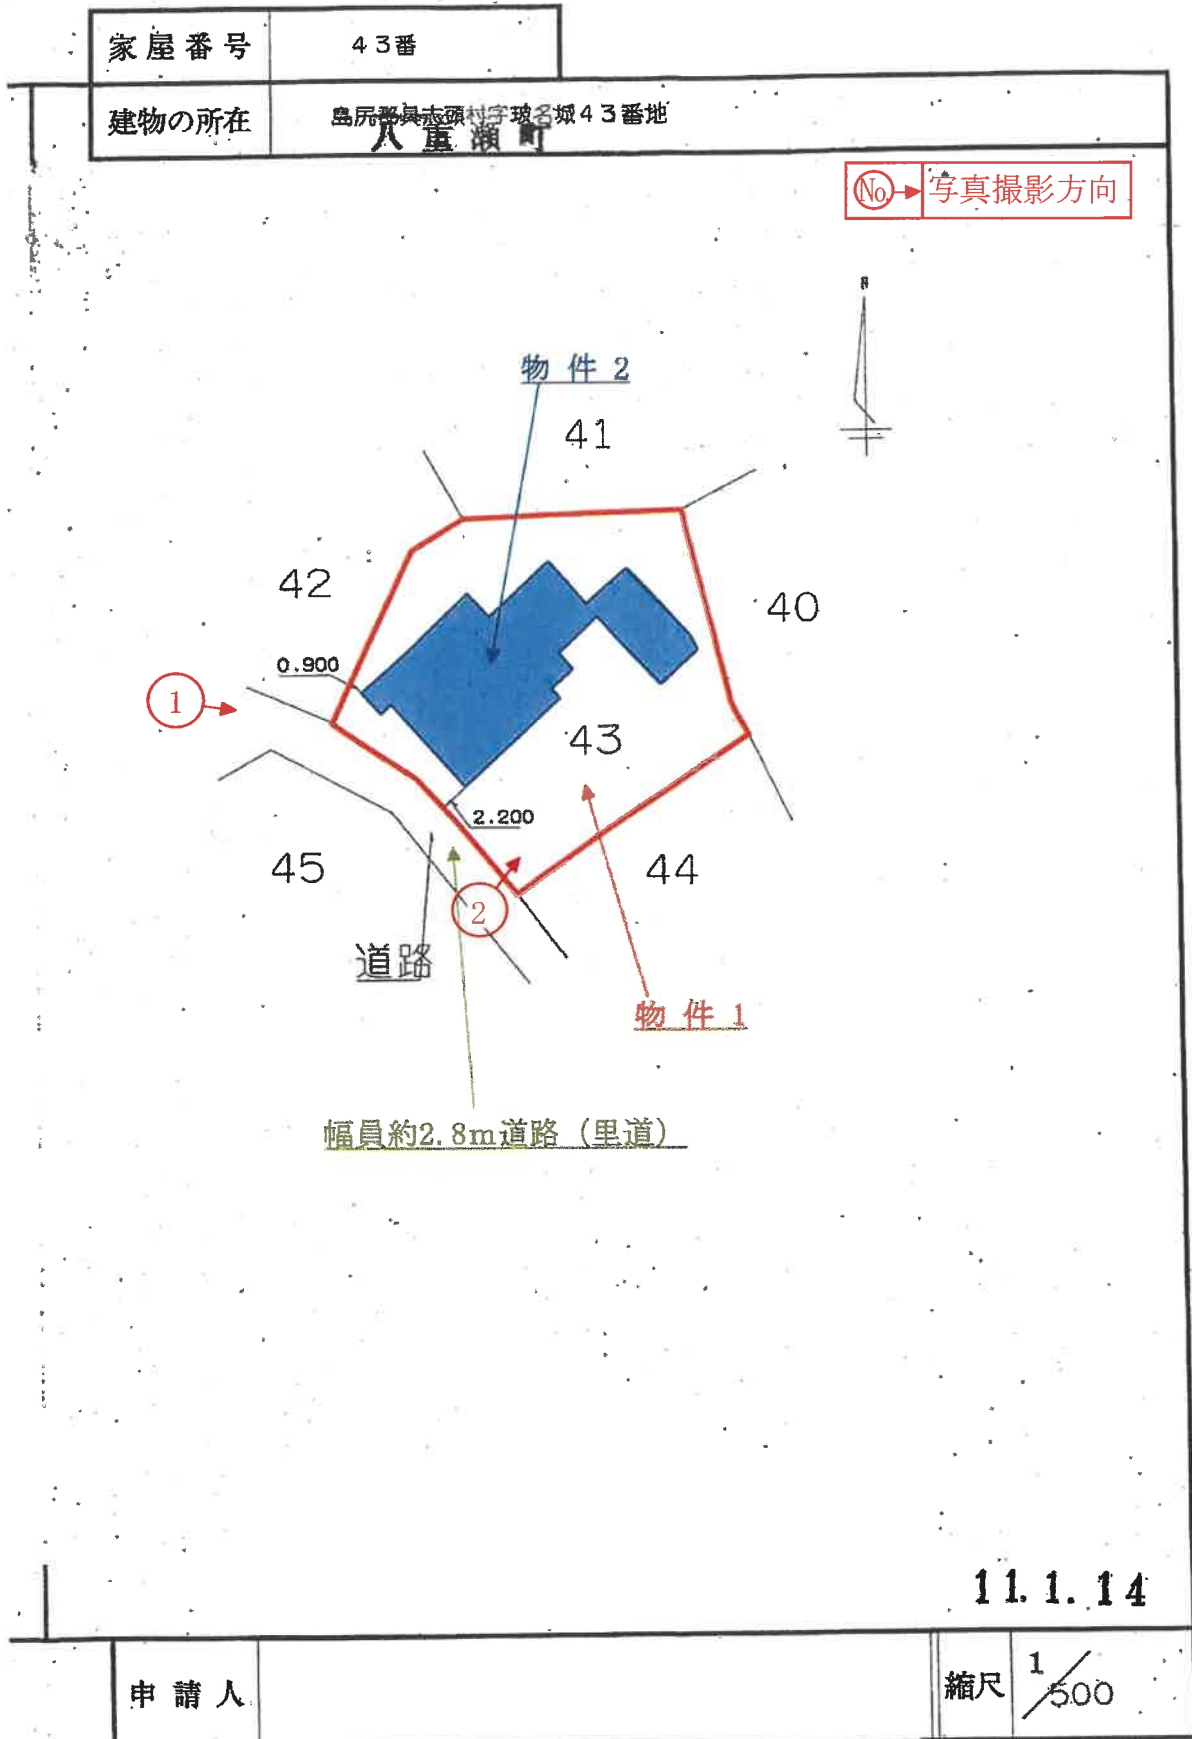 家屋番号 43番
建物の所在 島尻郡具志頭村字玻名城43番地
八重瀬町
No. 写真撮影方向
N
物件 2
41
42
40
0.900
1
43
2.200
45
44
2
道路
物件 1
幅員約2.8m道路（里道）
11.1.14
申請人
縮尺 1/500